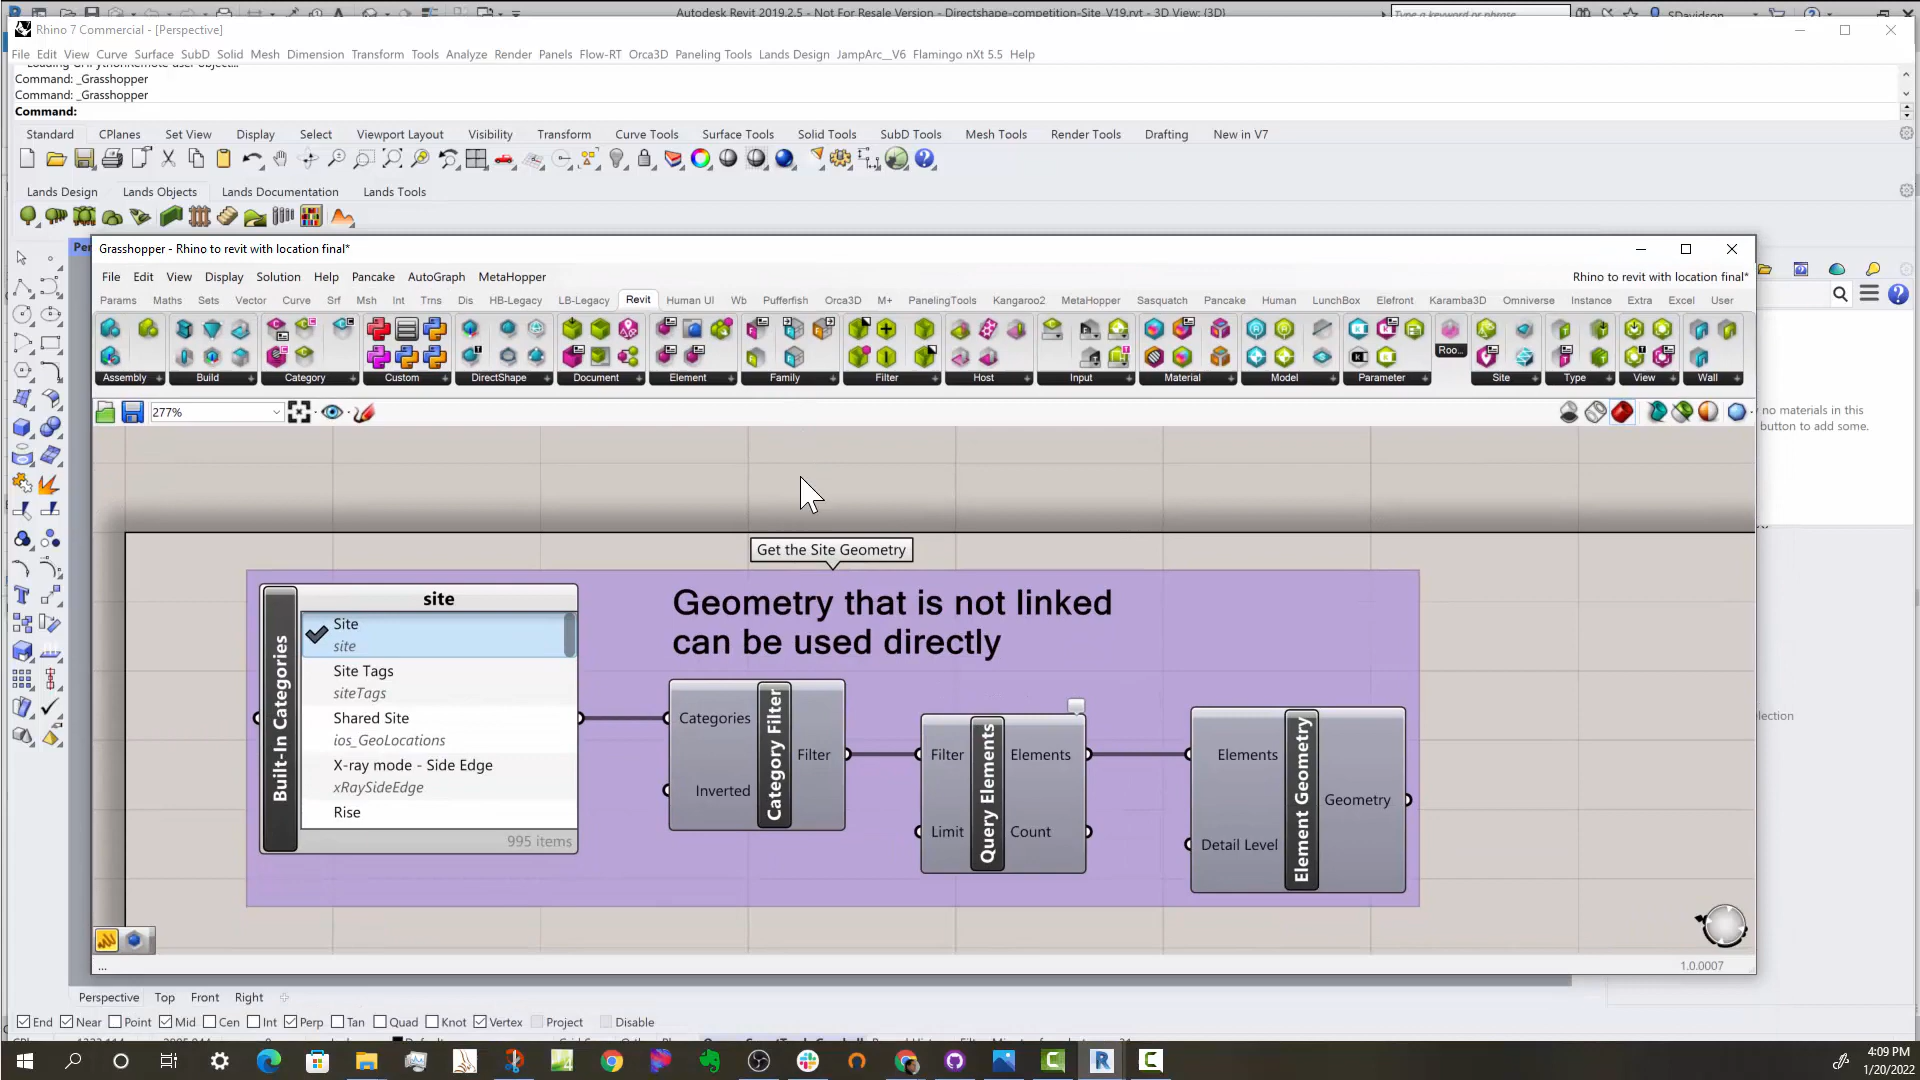 Autodesk Revit 2019.2.5 - Not For Resale Version - Directshape-competition-Site_V19.rvt - 3D View: {3D}
Type a keyword or phrase
SDavidson
Rhino 7 Commercial - [Perspective]
File Edit View Curve Surface SubD Solid Mesh Dimension Transform Tools Analyze Render Panels Flow-RT Orca3D Paneling Tools Lands Design JampArc__V6 Flamingo nXt 5.5 Help
Command: _Grasshopper
Command: _Grasshopper
Command:
Standard CPlanes Set View Display Select Viewport Layout Visibility Transform Curve Tools Surface Tools Solid Tools SubD Tools Mesh Tools Render Tools Drafting New in V7
Lands Design Lands Objects Lands Documentation Lands Tools
Grasshopper - Rhino to revit with location final*
File Edit View Display Solution Help Pancake AutoGraph MetaHopper
Rhino to revit with location final*
Params Maths Sets Vector Curve Srf Msh Int Trns Dis HB-Legacy LB-Legacy Revit Human UI Wb Pufferfish Orca3D M+ PanelingTools Kangaroo2 MetaHopper Sasquatch Pancake Human LunchBox Elefront Karamba3D Omniverse Instance Extra Excel User
Roo...
Assembly Build Category Custom DirectShape Document Element Family Filter Host Input Material Model Parameter Site Type View Wall
277%
no materials in this
button to add some.
Get the Site Geometry
Geometry that is not linked
can be used directly
Built-In Categories
site
Site
site
Site Tags
siteTags
Shared Site
ios_GeoLocations
X-ray mode - Side Edge
xRaySideEdge
Rise
995 items
Categories
Inverted
Category Filter
Filter
Filter
Limit
Query Elements
Elements
Count
Elements
Detail Level
Element Geometry
Geometry
...
1.0.0007
Perspective Top Front Right
End Near Point Mid Cen Int Perp Tan Quad Knot Vertex Project Disable
4:09 PM
1/20/2022